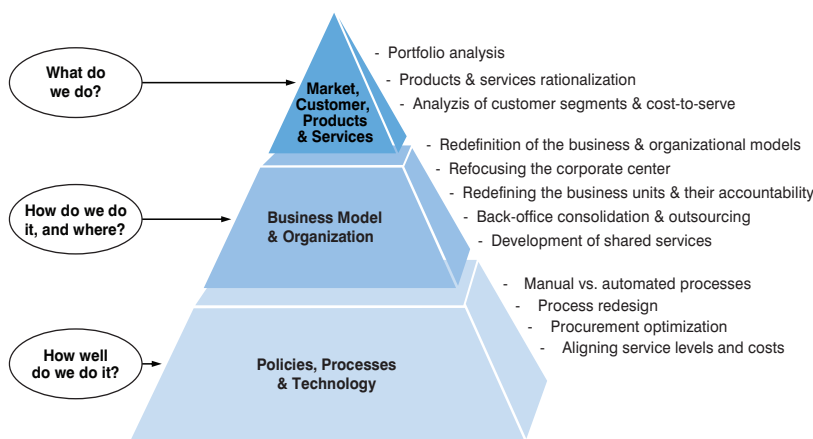 What do
we do?
Market,
Customer,
Products
& Services
- Portfolio analysis
- Products & services rationalization
- Analyzis of customer segments & cost-to-serve
How do we do
it, and where?
Business Model
& Organization
- Redefinition of the business & organizational models
- Refocusing the corporate center
- Redefining the business units & their accountability
- Back-office consolidation & outsourcing
- Development of shared services
How well
do we do it?
Policies, Processes
& Technology
- Manual vs. automated processes
- Process redesign
- Procurement optimization
- Aligning service levels and costs